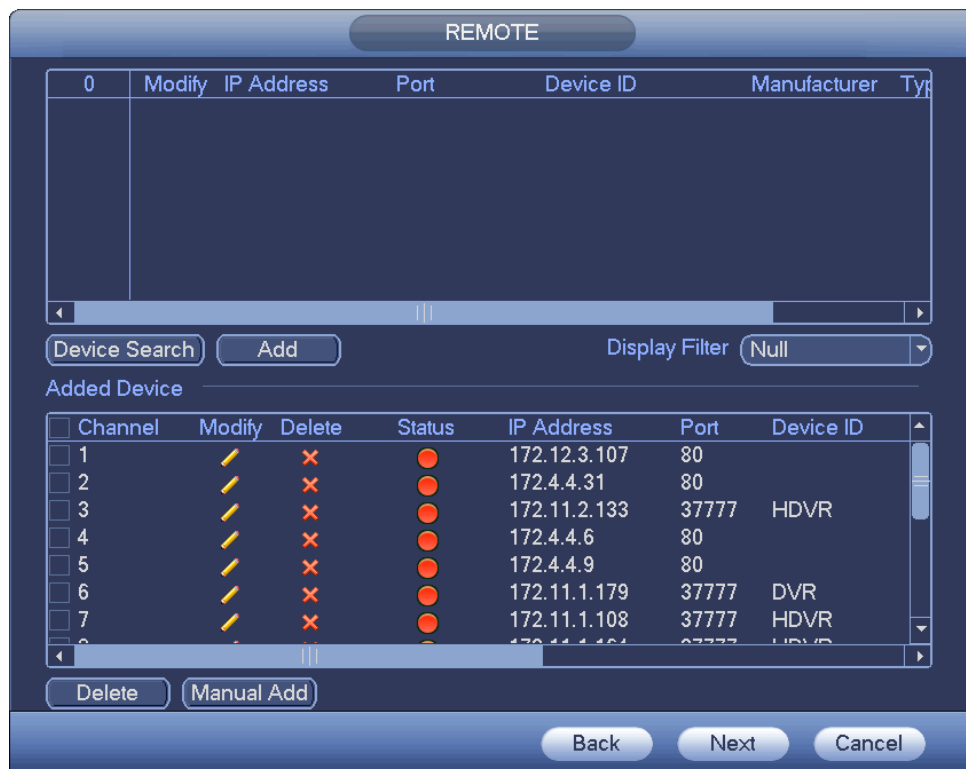 REMOTE
0 Modify IP Address Port Device ID Manufacturer Typ
Device Search Add Display Filter Null
Added Device
Channel Modify Delete Status IP Address Port Device ID
1 172.12.3.107 80
2 172.4.4.31 80
3 172.11.2.133 37777 HDVR
4 172.4.4.6 80
5 172.4.4.9 80
6 172.11.1.179 37777 DVR
7 172.11.1.108 37777 HDVR
Delete Manual Add
Back Next Cancel